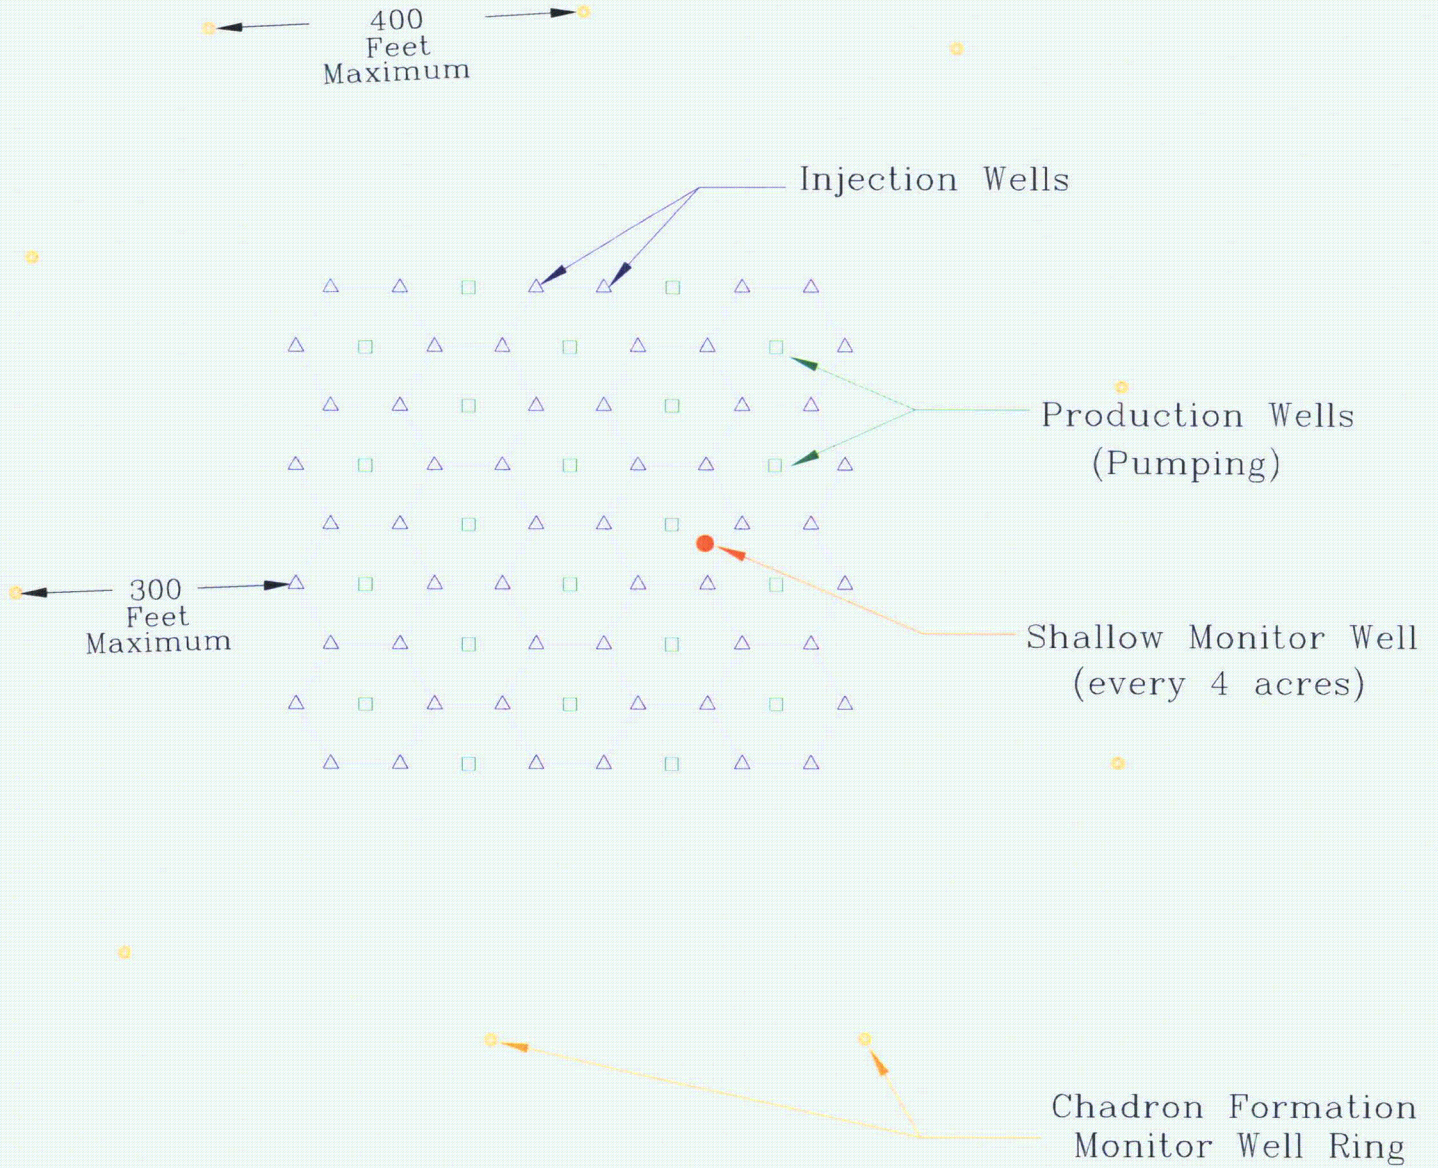 400
Feet
Maximum
Injection Wells
Production Wells
(Pumping)
300
Feet
Maximum
Shallow Monitor Well
(every 4 acres)
Chadron Formation
Monitor Well Ring